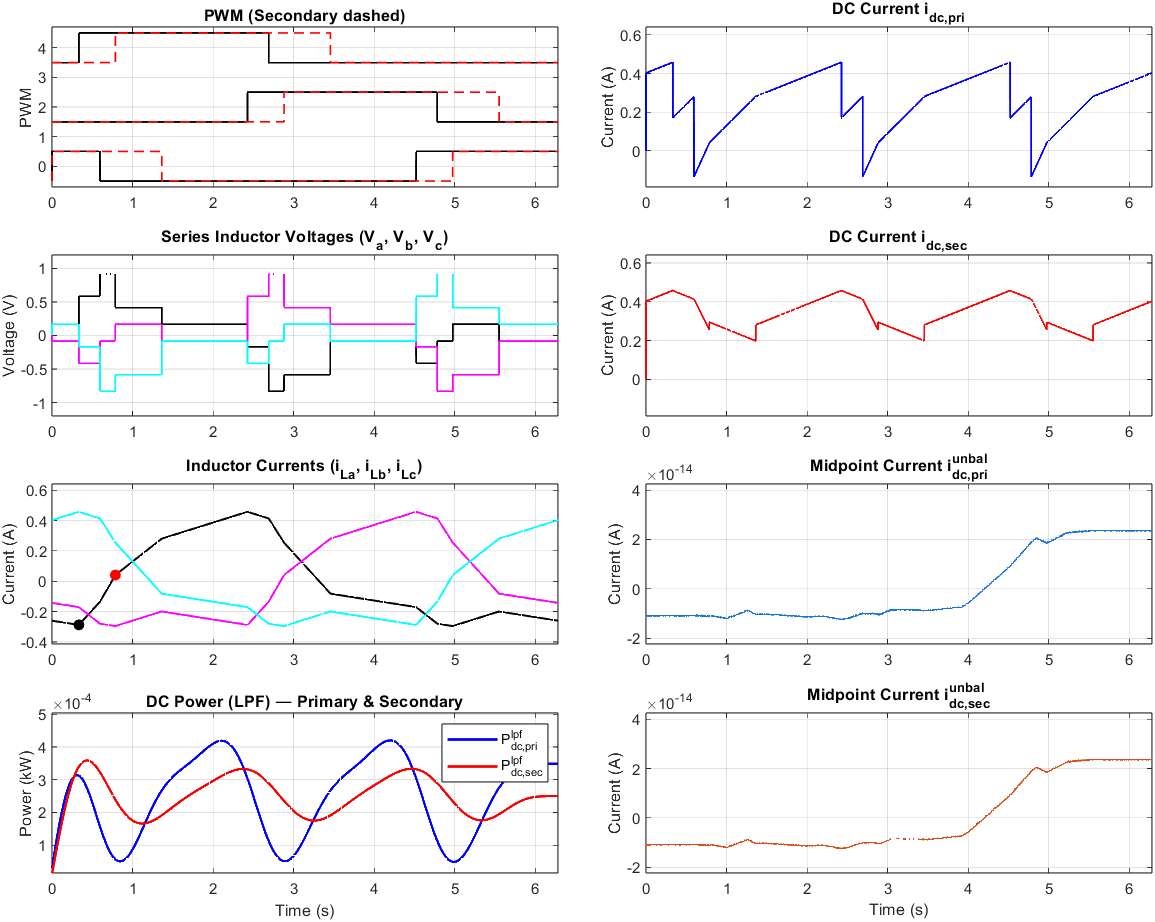 PWM (Secondary dashed)
PWM
4
3
2
1
0
0 1 2 3 4 5 6
DC Current i_dc,pri
Current (A)
0.6
0.4
0.2
0
0 1 2 3 4 5 6
Series Inductor Voltages (V_a, V_b, V_c)
Voltage (V)
1
0.5
0
-0.5
-1
0 1 2 3 4 5 6
DC Current i_dc,sec
Current (A)
0.6
0.4
0.2
0
0 1 2 3 4 5 6
Inductor Currents (i_La, i_Lb, i_Lc)
Current (A)
0.6
0.4
0.2
0
-0.2
-0.4
0 1 2 3 4 5 6
Midpoint Current i_dc,pri^unbal
×10^-14
Current (A)
4
2
0
-2
0 1 2 3 4 5 6
DC Power (LPF) — Primary & Secondary
×10^-4
Power (kW)
5
4
3
2
1
P_dc,pri^lpf
P_dc,sec^lpf
0 1 2 3 4 5 6
Time (s)
Midpoint Current i_dc,sec^unbal
×10^-14
Current (A)
4
2
0
-2
0 1 2 3 4 5 6
Time (s)